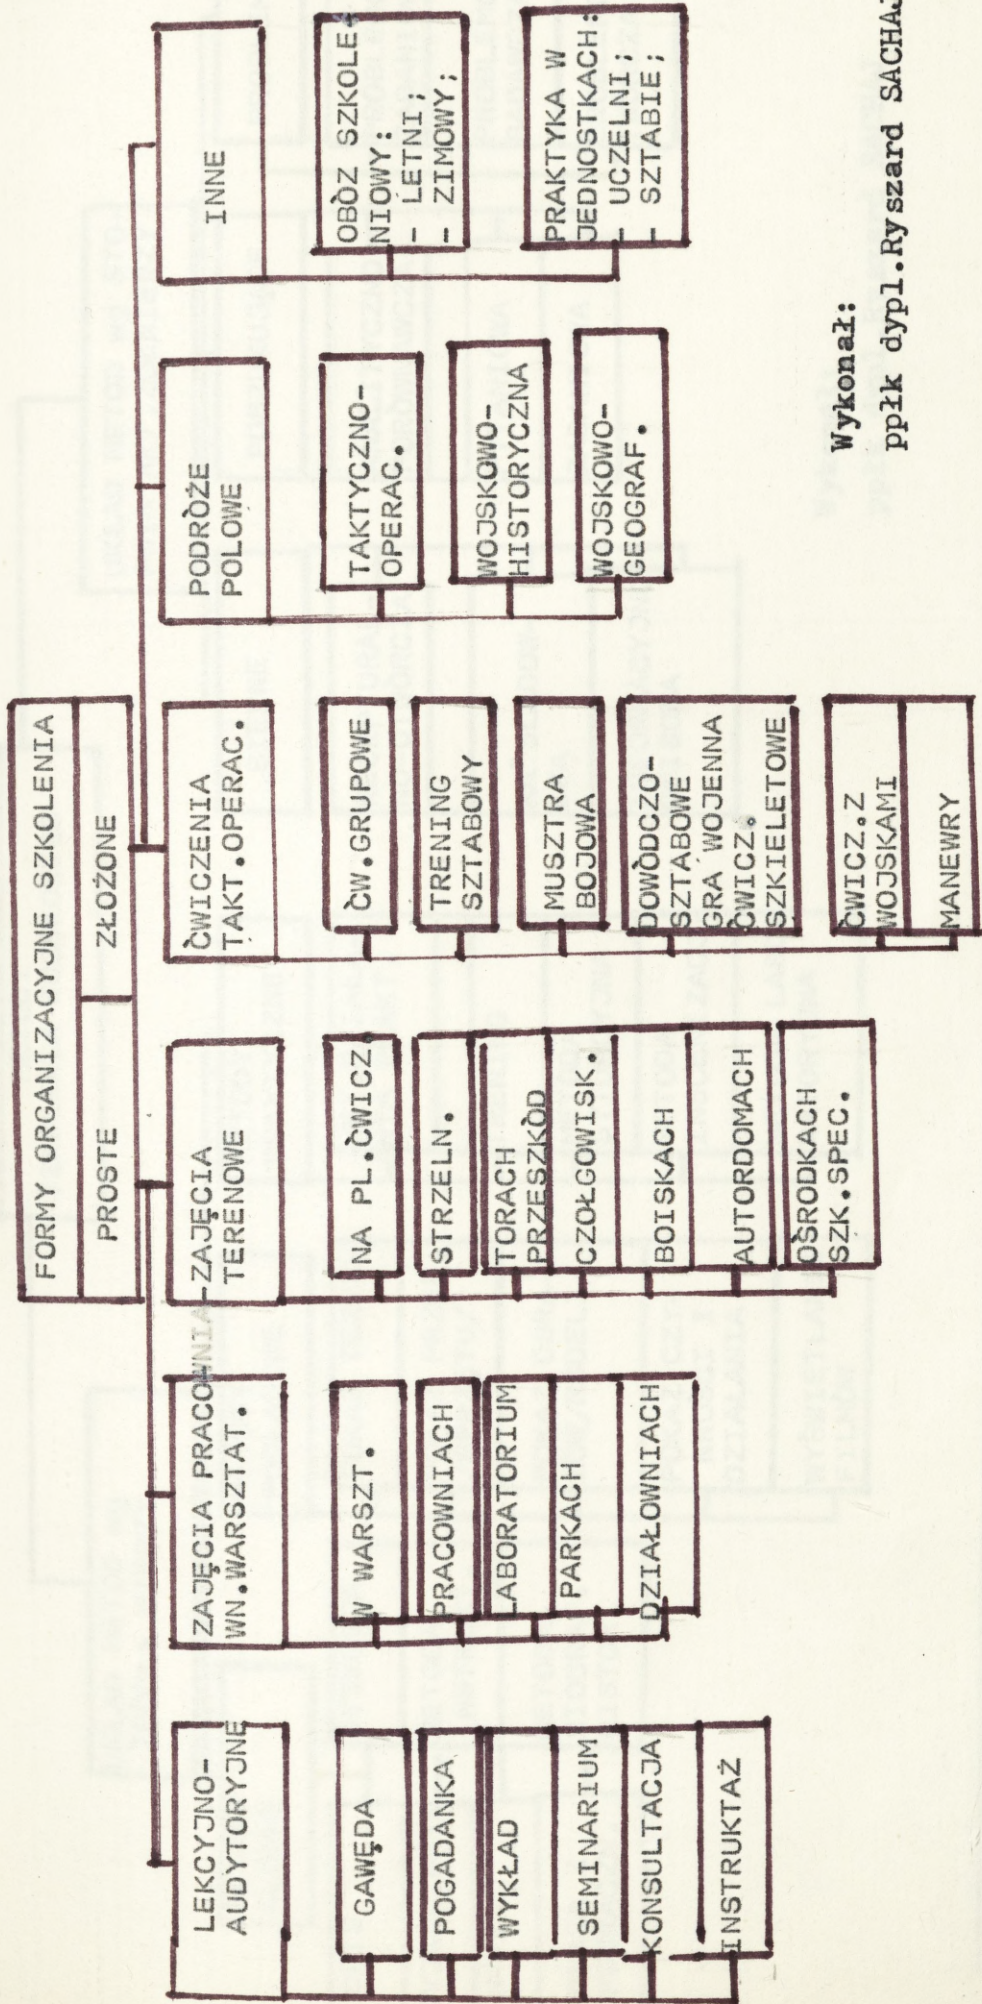 FORMY ORGANIZACYJNE SZKOLENIA
PROSTE
ZŁOŻONE
LEKCYJNO-
AUDYTORYJNE
GAWĘDA
POGADANKA
WYKŁAD
SEMINARIUM
KONSULTACJA
INSTRUKTAŻ
ZAJĘCIA PRACOWNIA-
WN.WARSZTAT.
W WARSZT.
PRACOWNIACH
LABORATORIUM
PARKACH
DZIAŁOWNIACH
ZAJĘCIA
TERENOWE
NA PL.ĆWICZ.
STRZELN.
TORACH
PRZESZKÓD
CZOŁGOWISK.
BOISKACH
AUTORDOMACH
OŚRODKACH
SZK.SPEC.
ĆWICZENIA
TAKT.OPERAC.
ĆW.GRUPOWE
TRENING
SZTABOWY
MUSZTRA
BOJOWA
DOWÓDCZO-
SZTABOWE
GRA WOJENNA
ĆWICZ.
SZKIELETOWE
ĆWICZ.Z
WOJSKAMI
MANEWRY
PODRÓŻE
POLOWE
TAKTYCZNO-
OPERAC.
WOJSKOWO-
HISTORYCZNA
WOJSKOWO-
GEOGRAF.
INNE
OBÓZ SZKOLE-
NIOWY:
- LETNI;
- ZIMOWY;
PRAKTYKA W
JEDNOSTKACH:
- UCZELNI;
- SZTABIE;
Wykonał:
ppłk dypl.Ryszard